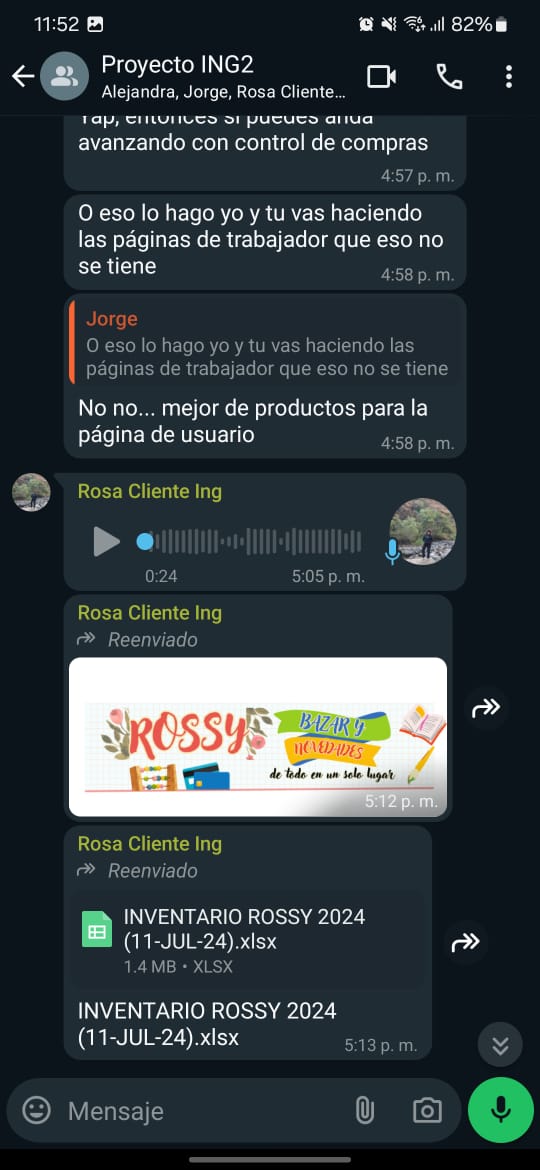 11:52
82%
Proyecto ING2
Alejandra, Jorge, Rosa Cliente...
Yap, entonces si puedes anda
avanzando con control de compras
4:57 p. m.
O eso lo hago yo y tu vas haciendo
las páginas de trabajador que eso no
se tiene
4:58 p. m.
Jorge
O eso lo hago yo y tu vas haciendo las
páginas de trabajador que eso no se tiene
No no... mejor de productos para la
página de usuario
4:58 p. m.
Rosa Cliente Ing
0:24
5:05 p. m.
Rosa Cliente Ing
Reenviado
ROSSY
BAZAR Y
NOVEDADES
de todo en un solo lugar
5:12 p. m.
Rosa Cliente Ing
Reenviado
INVENTARIO ROSSY 2024
(11-JUL-24).xlsx
1.4 MB • XLSX
INVENTARIO ROSSY 2024
(11-JUL-24).xlsx
5:13 p. m.
Mensaje